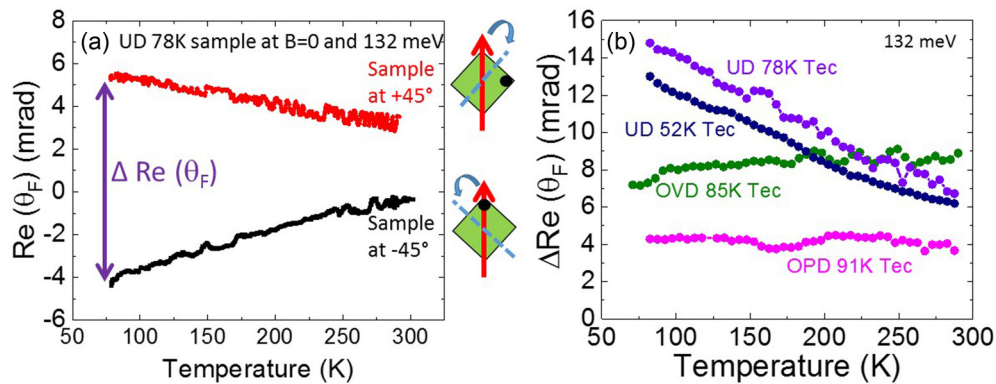 (a) UD 78K sample at B=0 and 132 meV
Sample
at +45°
Δ Re (θF)
Sample
at -45°
Re (θF) (mrad)
8
6
4
2
0
-2
-4
-6
50 100 150 200 250 300
Temperature (K)
(b) 132 meV
UD 78K Tec
UD 52K Tec
OVD 85K Tec
OPD 91K Tec
ΔRe (θF) (mrad)
16
14
12
10
8
6
4
2
0
50 100 150 200 250 300
Temperature (K)